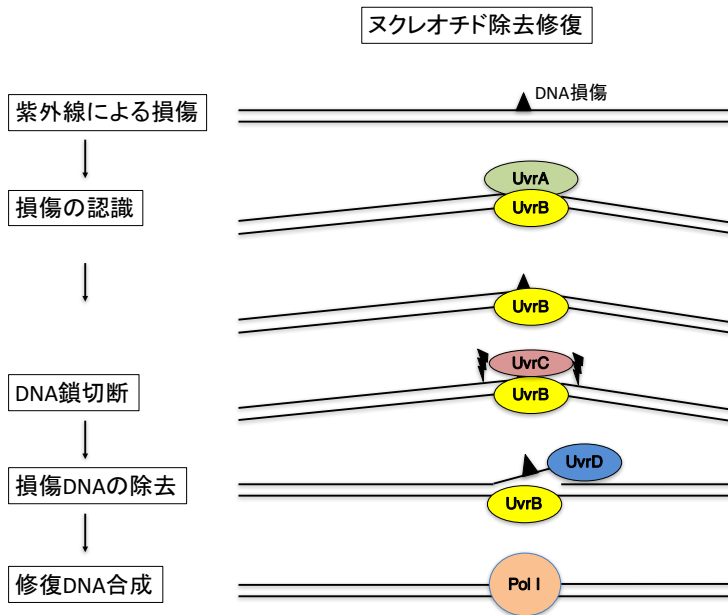 ヌクレオチド除去修復
紫外線による損傷
DNA損傷
損傷の認識
UvrA
UvrB
UvrB
DNA鎖切断
UvrC
UvrB
損傷DNAの除去
UvrD
UvrB
修復DNA合成
Pol I